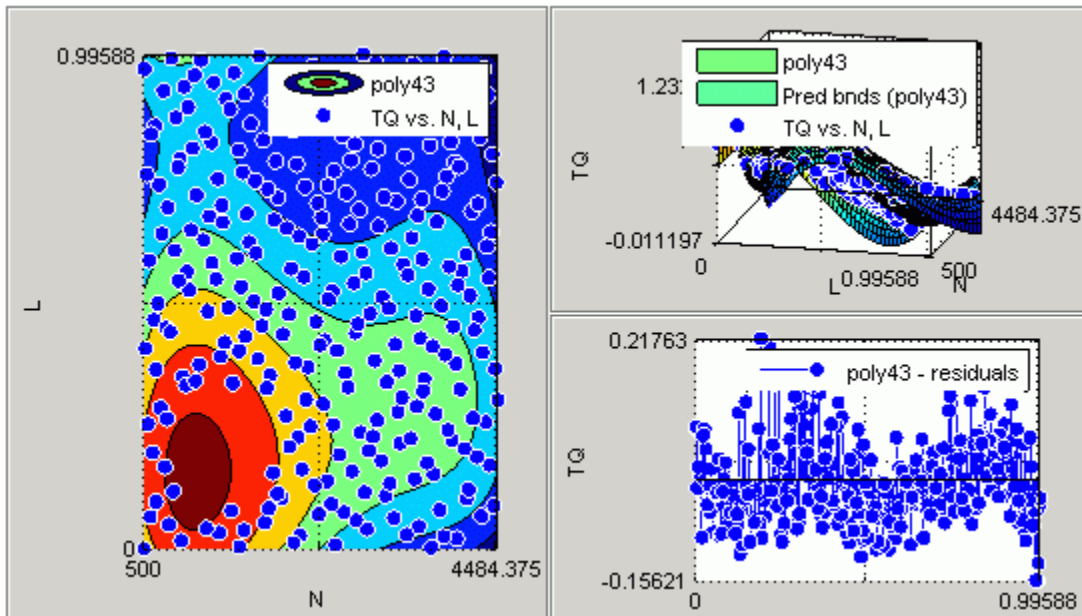 0.99588
poly43
TQ vs. N, L
L
0
500
4484.375
N
poly43
Pred bnds (poly43)
TQ vs. N, L
TQ
-0.011197
0
L
0.99588
500
N
4484.375
0.21763
poly43 - residuals
TQ
-0.15621
0
0.99588